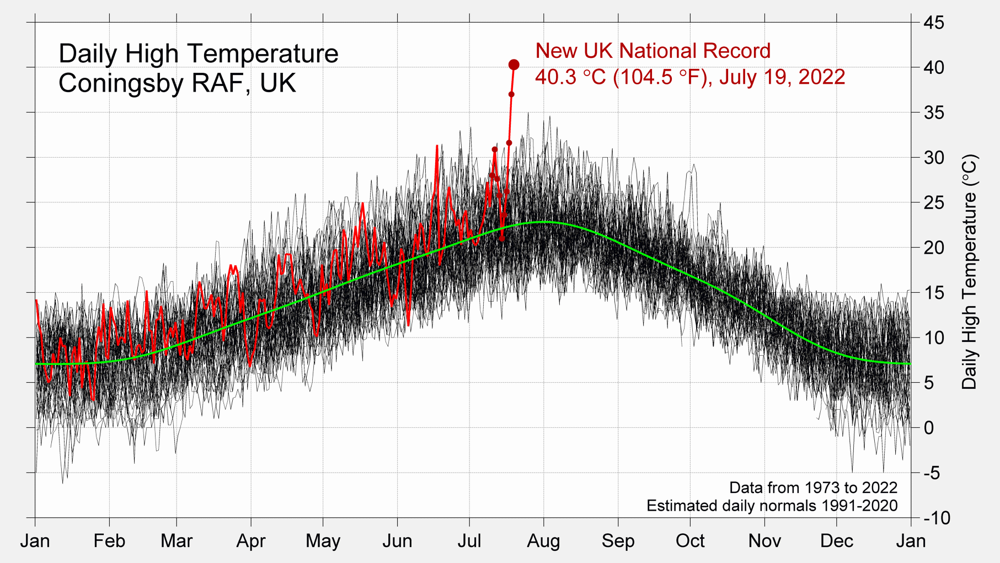 Daily High Temperature
Coningsby RAF, UK
New UK National Record
40.3 °C (104.5 °F), July 19, 2022
45
40
35
30
25
20
15
10
5
0
-5
-10
Daily High Temperature (°C)
Data from 1973 to 2022
Estimated daily normals 1991-2020
Jan Feb Mar Apr May Jun Jul Aug Sep Oct Nov Dec Jan